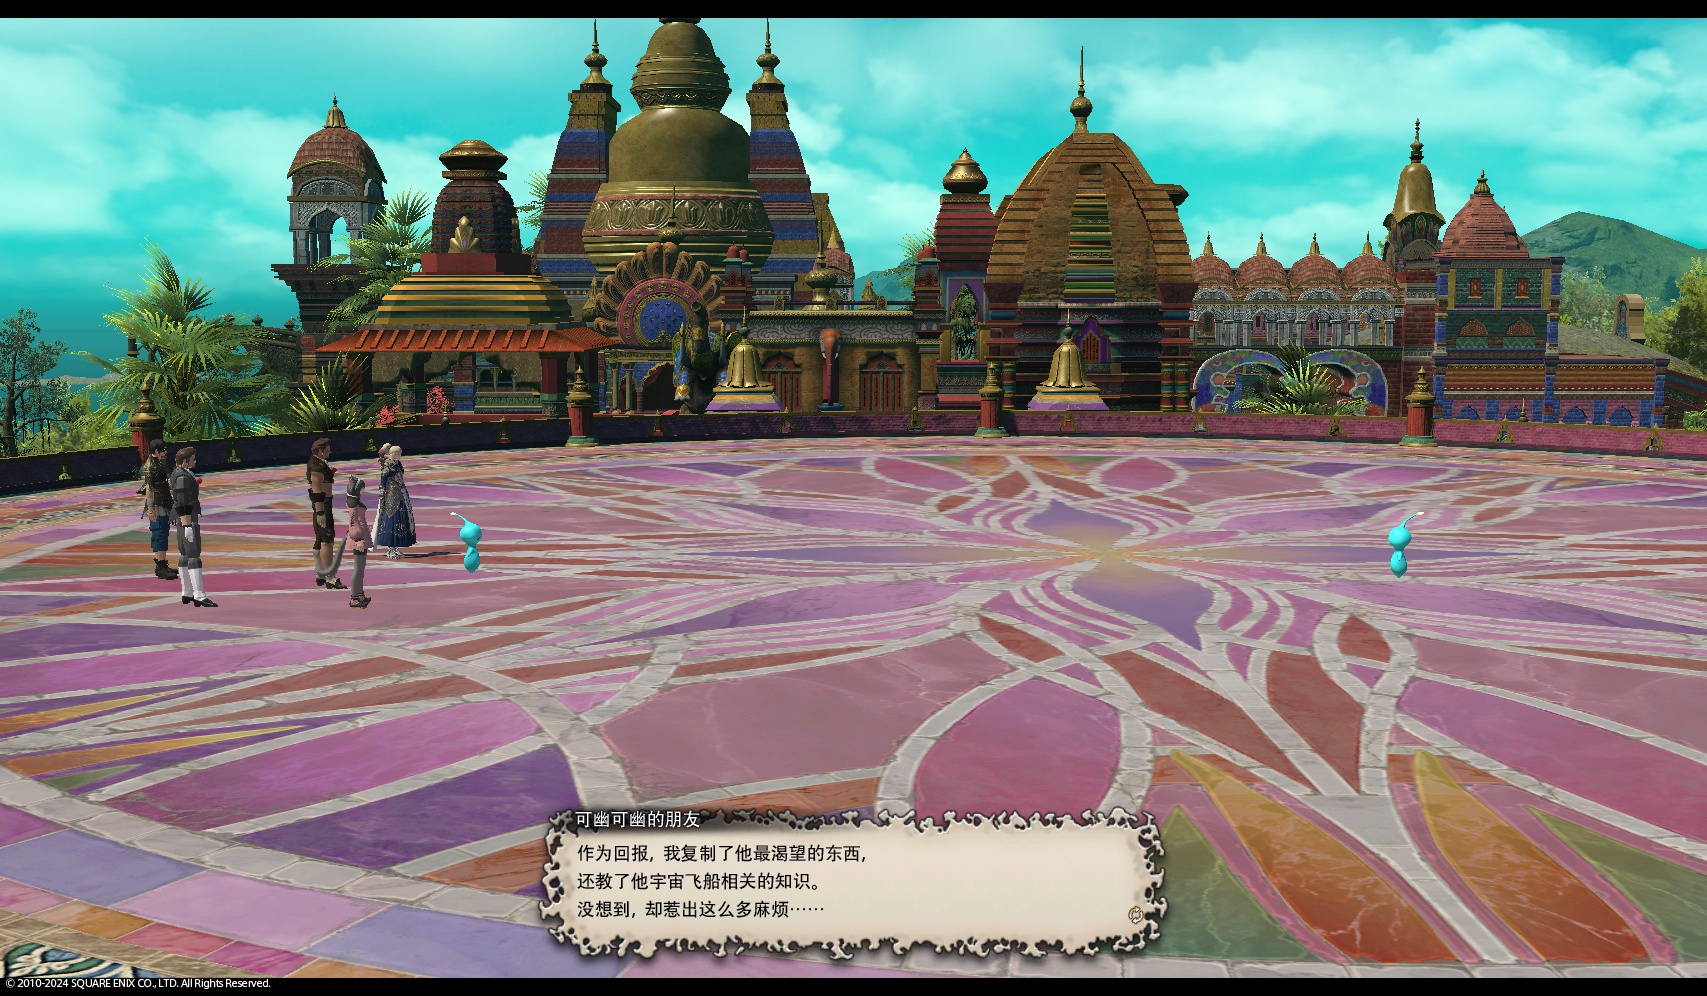 可幽可幽的朋友
作为回报，我复制了他最渴望的东西，
还教了他宇宙飞船相关的知识。
没想到，却惹出这么多麻烦……
© 2010-2024 SQUARE ENIX CO., LTD. All Rights Reserved.